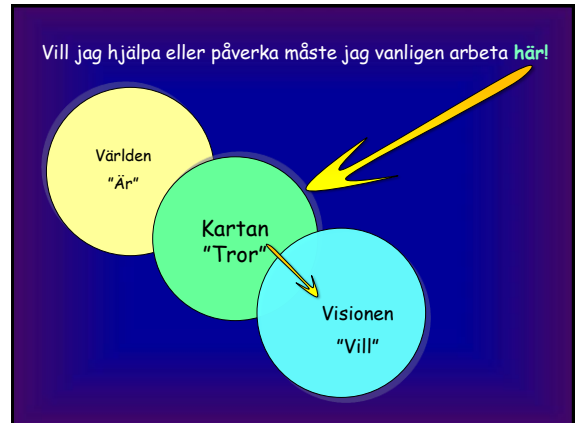 Vill jag hjälpa eller påverka måste jag vanligen arbeta här!
Världen
”Är”
Kartan
”Tror”
Visionen
”Vill”